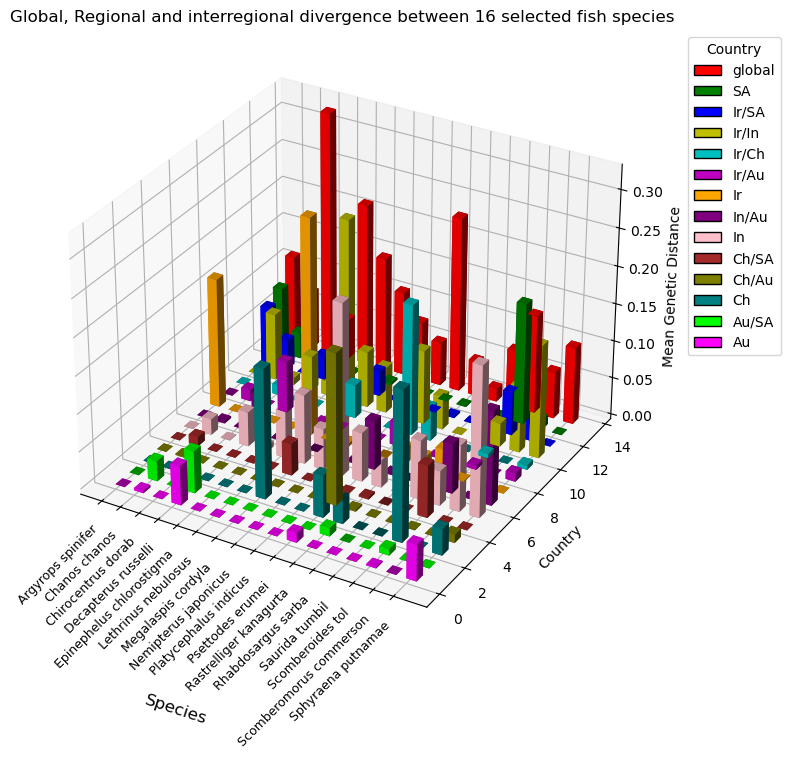 Global, Regional and interregional divergence between 16 selected fish species
Country
global
SA
Ir/SA
Ir/In
Ir/Ch
Ir/Au
Ir
In/Au
In
Ch/SA
Ch/Au
Ch
Au/SA
Au
0.30
0.25
0.20
0.15
0.10
0.05
0.00
Mean Genetic Distance
14
12
10
8
6
4
2
0
Country
Argyrops spinifer
Chanos chanos
Chirocentrus dorab
Decapterus russelli
Epinephelus chlorostigma
Lethrinus nebulosus
Megalaspis cordyla
Nemipterus japonicus
Platycephalus indicus
Psettodes erumei
Rastrelliger kanagurta
Rhabdosargus sarba
Saurida tumbil
Scomberoides tol
Scomberomorus commerson
Sphyraena putnamae
Species